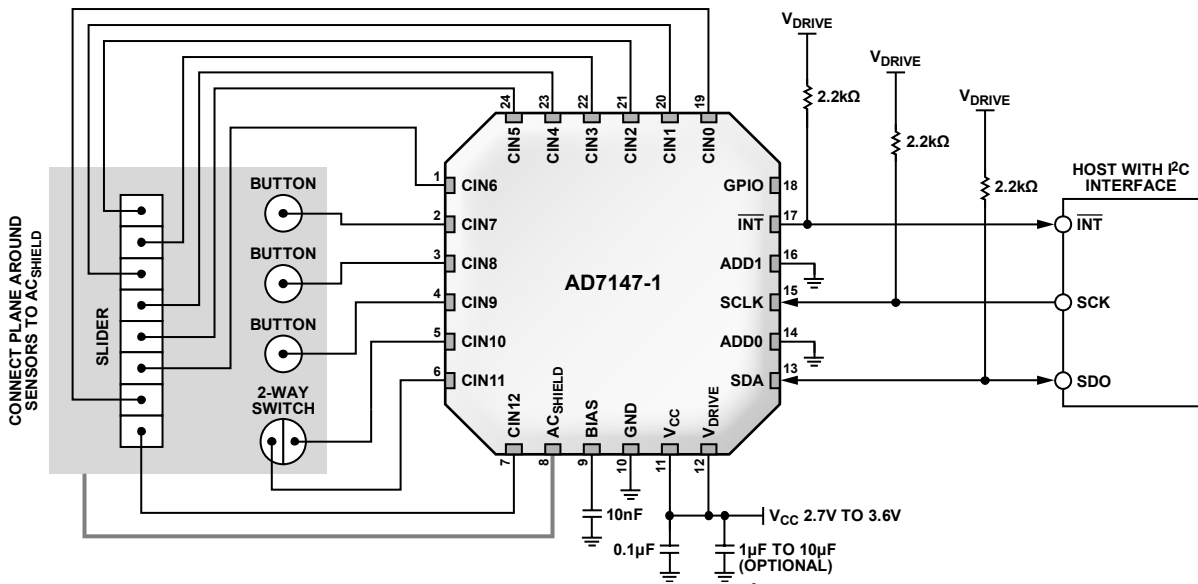 V_DRIVE
V_DRIVE
V_DRIVE
2.2kΩ
2.2kΩ
2.2kΩ
24
23
22
21
20
19
CIN5
CIN4
CIN3
CIN2
CIN1
CIN0
CONNECT PLANE AROUND
SENSORS TO AC_SHIELD
SLIDER
BUTTON
BUTTON
BUTTON
2-WAY
SWITCH
1
CIN6
2
CIN7
3
CIN8
4
CIN9
5
CIN10
6
CIN11
AD7147-1
GPIO
18
INT
17
ADD1
16
SCLK
15
ADD0
14
SDA
13
HOST WITH I²C
INTERFACE
INT
SCK
SDO
CIN12
AC_SHIELD
BIAS
GND
V_CC
V_DRIVE
7
8
9
10
11
12
10nF
V_CC 2.7V TO 3.6V
0.1µF
1µF TO 10µF
(OPTIONAL)